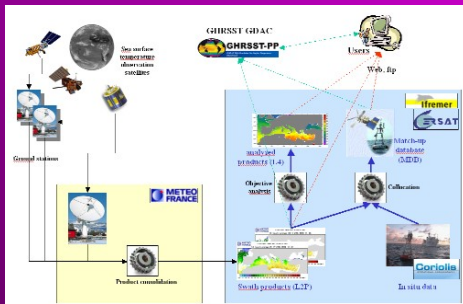 GHRSST GDAC
GHRSST-PP
Users
Web, ftp
Sea surface
temperature
observation
satellites
Ground stations
Ifremer
CERSAT
analyzed
products (L4)
Match-up
database
(MDB)
Objective
analysis
Collocation
METEO
FRANCE
Product consolidation
Swath products (L2P)
In situ data
Coriolis